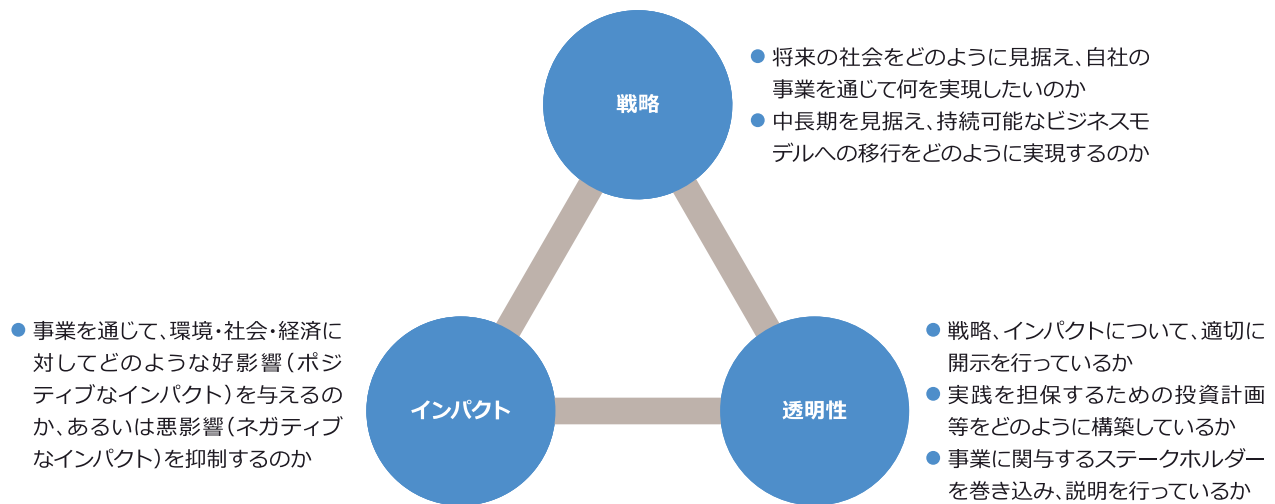 戦略
● 将来の社会をどのように見据え、自社の
事業を通じて何を実現したいのか
● 中長期を見据え、持続可能なビジネスモ
デルへの移行をどのように実現するのか
インパクト
● 事業を通じて、環境・社会・経済に
対してどのような好影響（ポジ
ティブなインパクト）を与えるの
か、あるいは悪影響（ネガティブ
なインパクト）を抑制するのか
透明性
● 戦略、インパクトについて、適切に
開示を行っているか
● 実践を担保するための投資計画
等をどのように構築しているか
● 事業に関与するステークホルダー
を巻き込み、説明を行っているか